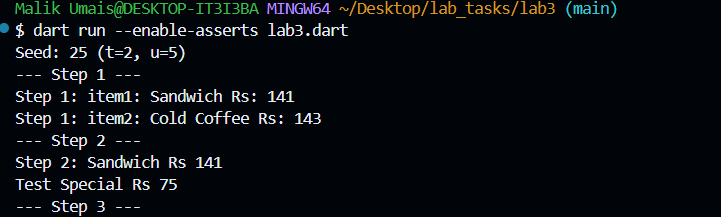 Malik Umais@DESKTOP-IT3I3BA MINGW64 ~/Desktop/lab_tasks/lab3 (main)
$ dart run --enable-asserts lab3.dart
Seed: 25 (t=2, u=5)
--- Step 1 ---
Step 1: item1: Sandwich Rs: 141
Step 1: item2: Cold Coffee Rs: 143
--- Step 2 ---
Step 2: Sandwich Rs 141
Test Special Rs 75
--- Step 3 ---